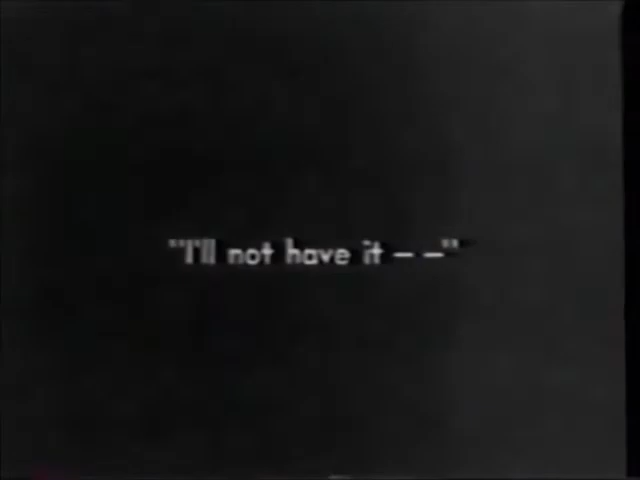 "I'll not have it – –"